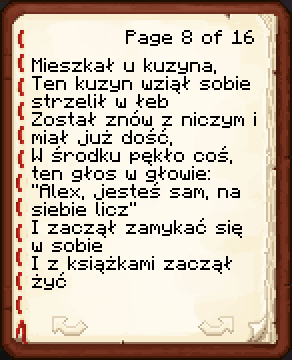 Page 8 of 16
Mieszkał u kuzyna,
Ten kuzyn wziął sobie
strzelił w łeb
Został znów z niczym i
miał już dość,
W środku pękło coś,
ten głos w głowie:
"Alex, jesteś sam, na
siebie licz"
I zaczął zamykać się
w sobie
I z książkami zaczął
żyć